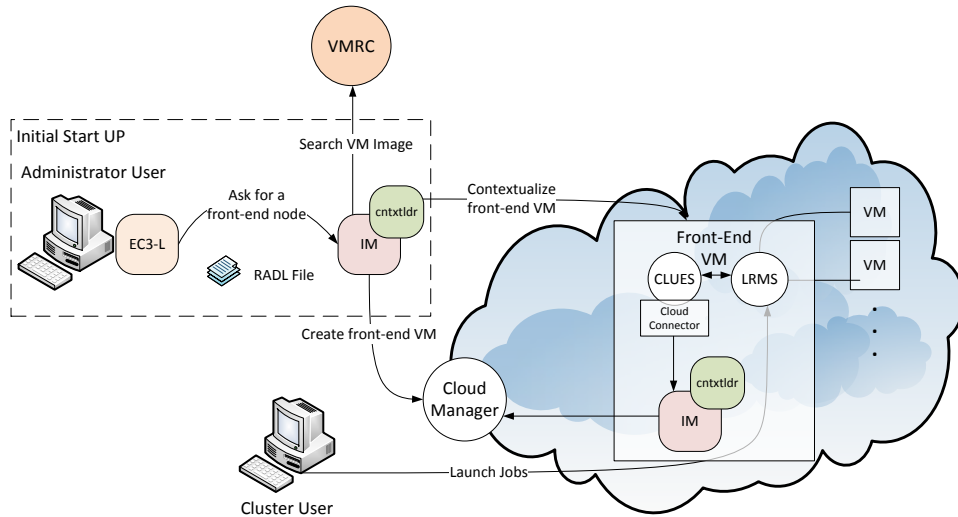 VMRC
Initial Start UP
Search VM Image
Administrator User
Ask for a
front-end node
cntxtldr
Contextualize
front-end VM
EC3-L
IM
RADL File
Front-End
VM
VM
VM
CLUES
LRMS
Cloud
Connector
Create front-end VM
Cloud
Manager
cntxtldr
IM
Launch Jobs
Cluster User